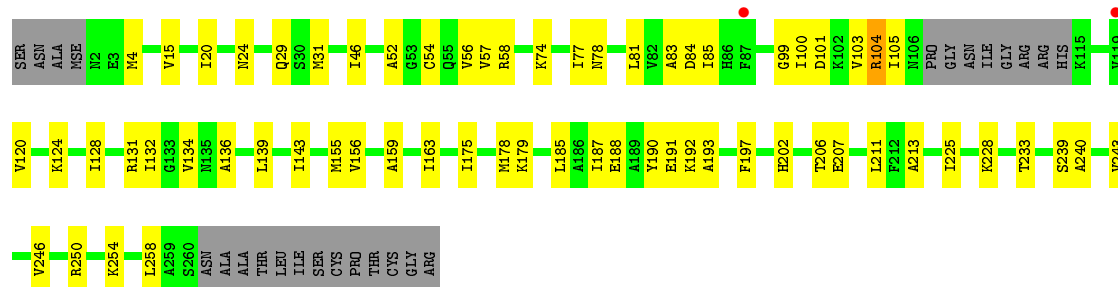 SER ASN ALA MSE N2 E3 M4 V15 I20 N24 Q29 S30 M31 I46 A52 G53 C54 Q55 V56 V57 R58 K74 I77 N78 L81 V82 A83 D84 I85 H86 F87 G99 I100 D101 K102 V103 R104 I105 N106 PRO GLY ASN ILE GLY ARG ARG HIS K115
V120 K124 I128 R131 I132 G133 V134 N135 A136 L139 I143 M155 V156 A159 I163 I175 M178 K179 L185 A186 I187 E188 A189 Y190 E191 K192 A193 F197 H202 T206 E207 L211 F212 A213 I225 K228 T233 S239 A240 V243
V246 R250 K254 L258 A259 S260 ASN ALA ALA THR LEU ILE SER CYS PRO THR CYS GLY ARG